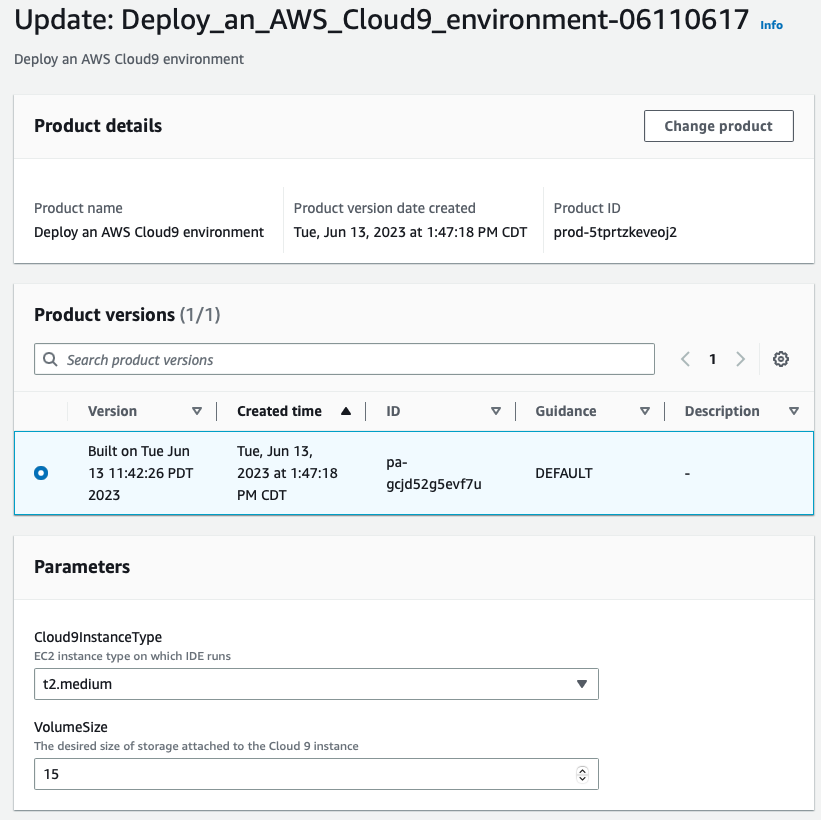 Update: Deploy_an_AWS_Cloud9_environment-06110617 Info
Deploy an AWS Cloud9 environment
Product details
Change product
Product name
Deploy an AWS Cloud9 environment
Product version date created
Tue, Jun 13, 2023 at 1:47:18 PM CDT
Product ID
prod-5tprtzkeveoj2
Product versions (1/1)
Search product versions
1
Version Created time ID Guidance Description
Built on Tue Jun
13 11:42:26 PDT
2023
Tue, Jun 13,
2023 at 1:47:18
PM CDT
pa-
gcjd52g5evf7u
DEFAULT
-
Parameters
Cloud9InstanceType
EC2 instance type on which IDE runs
t2.medium
VolumeSize
The desired size of storage attached to the Cloud 9 instance
15